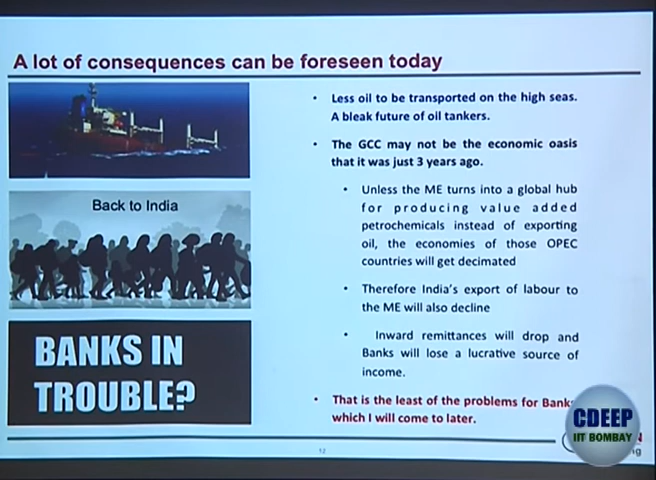 A lot of consequences can be foreseen today
Back to India
BANKS IN
TROUBLE?
• Less oil to be transported on the high seas.
A bleak future of oil tankers.
• The GCC may not be the economic oasis
that it was just 3 years ago.
• Unless the ME turns into a global hub
for producing value added
petrochemicals instead of exporting
oil, the economies of those OPEC
countries will get decimated
• Therefore India's export of labour to
the ME will also decline
• Inward remittances will drop and
Banks will lose a lucrative source of
income.
• That is the least of the problems for Bank
which I will come to later.
12
CDEEP
IIT BOMBAY